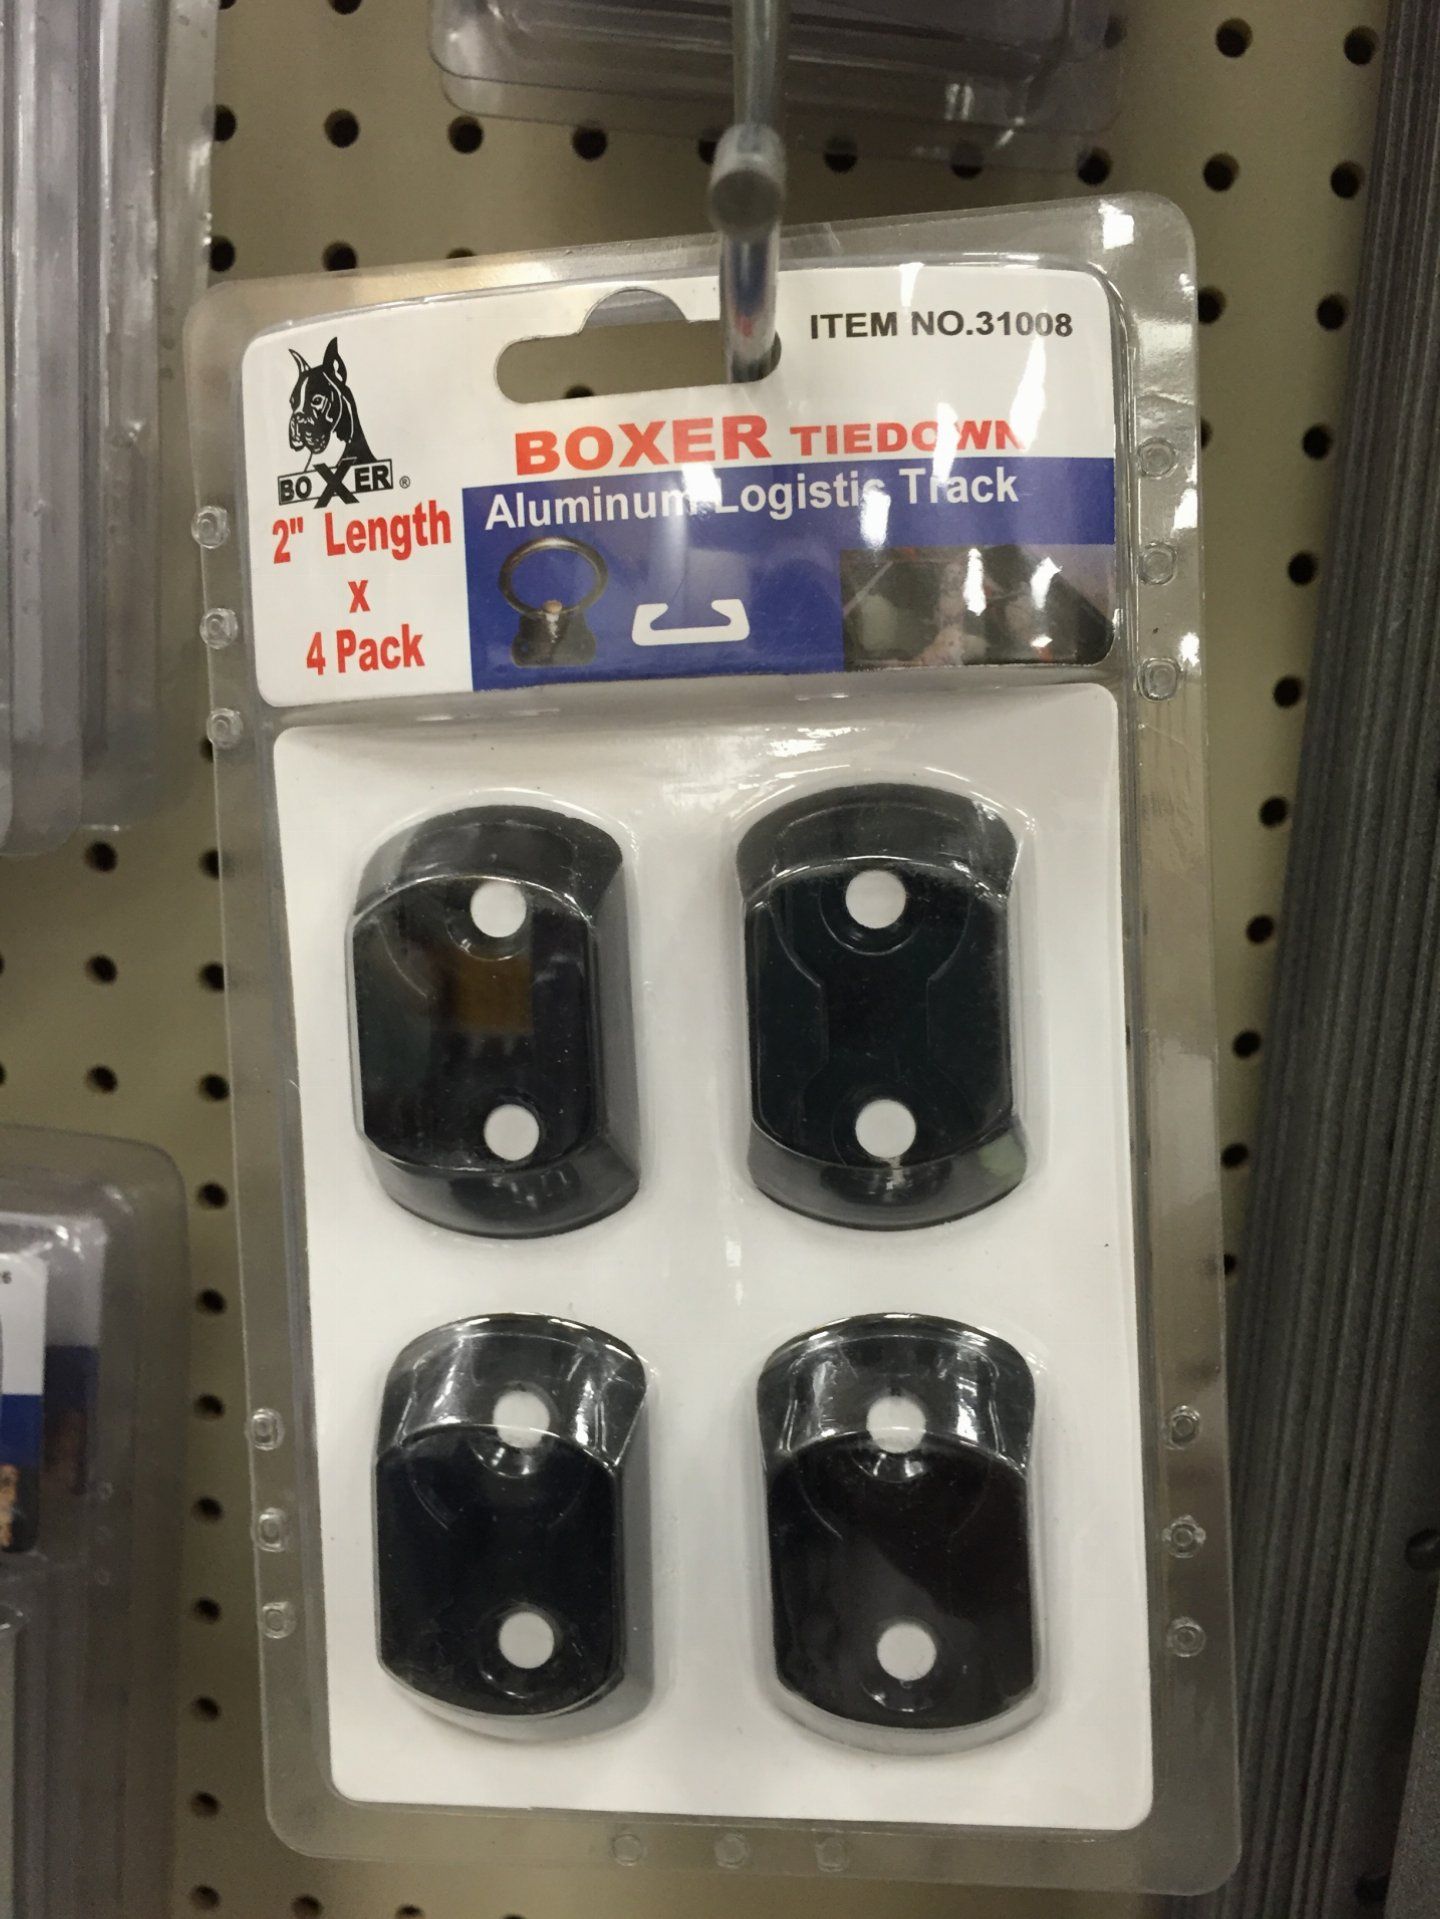 ITEM NO.31008
BOXER®
BOXER TIEDOWN
Aluminum Logistic Track
2" Length
x
4 Pack